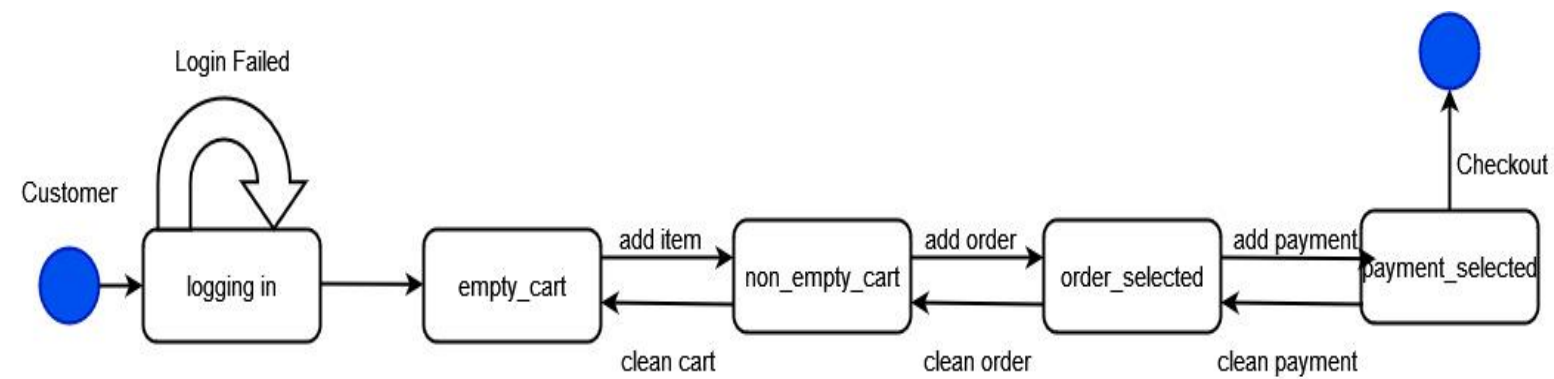 Login Failed
Customer
Checkout
logging in
empty_cart
add item
clean cart
non_empty_cart
add order
clean order
order_selected
add payment
clean payment
payment_selected